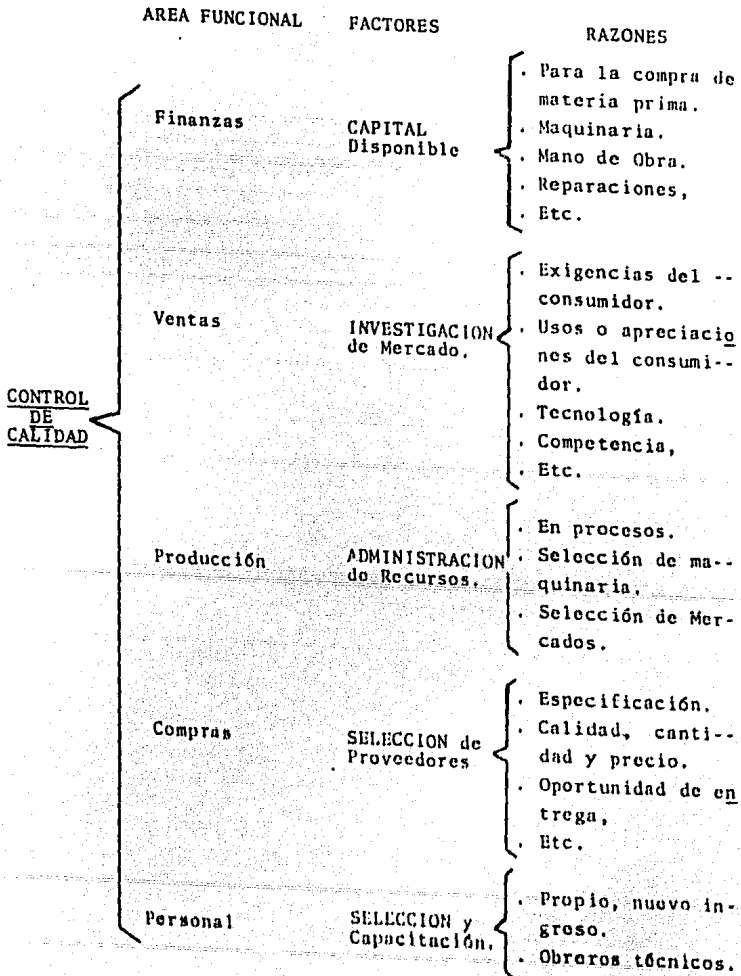 AREA FUNCIONAL FACTORES RAZONES
Finanzas
CAPITAL
Disponible
. Para la compra de
materia prima.
. Maquinaria.
. Mano de Obra.
. Reparaciones,
. Etc.
Ventas
INVESTIGACION
de Mercado.
. Exigencias del --
consumidor.
. Usos o apreciacio
nes del consumi--
dor.
. Tecnología.
. Competencia,
. Etc.
CONTROL
DE
CALIDAD
Producción
ADMINISTRACION
de Recursos.
. En procesos.
. Selección de ma--
quinaria.
. Selección de Mer-
cados.
Compras
SELECCION de
Proveedores
. Especificación.
. Calidad, canti--
dad y precio.
. Oportunidad de en
trega,
. Etc.
Personal
SELECCION y
Capacitación.
. Propio, nuevo in-
greso.
. Obreros técnicos.